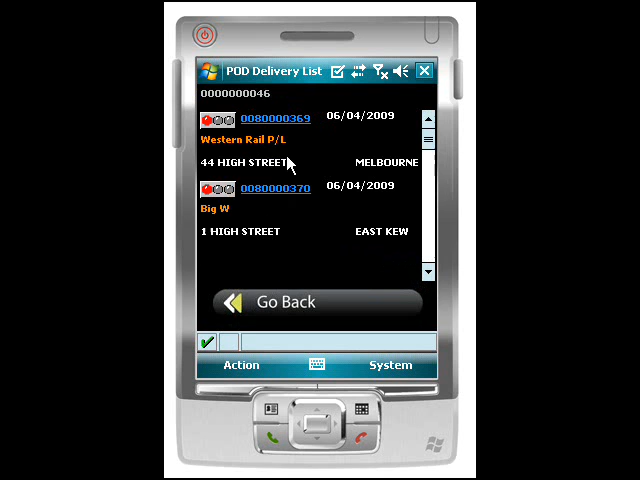 POD Delivery List
0000000046
0080000369 06/04/2009
Western Rail P/L
44 HIGH STREET MELBOURNE
0080000370 06/04/2009
Big W
1 HIGH STREET EAST KEW
Go Back
Action System